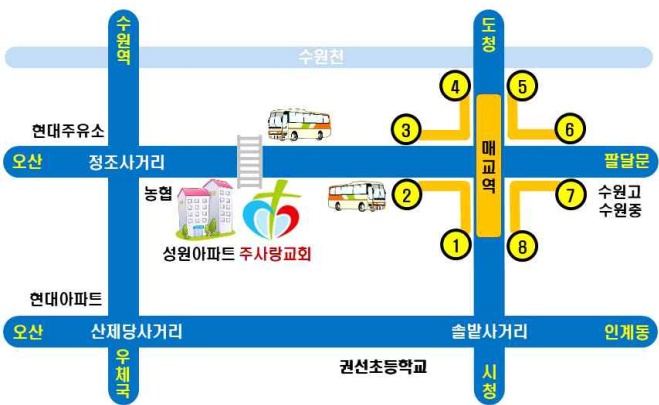 수원역
도청
수원천
4
5
현대주유소
3
6
오산
정조사거리
매교역
팔달문
농협
2
7
수원고
수원중
성원아파트 주사랑교회
1
8
현대아파트
오산
산제당사거리
솔밭사거리
인계동
우체국
권선초등학교
시청